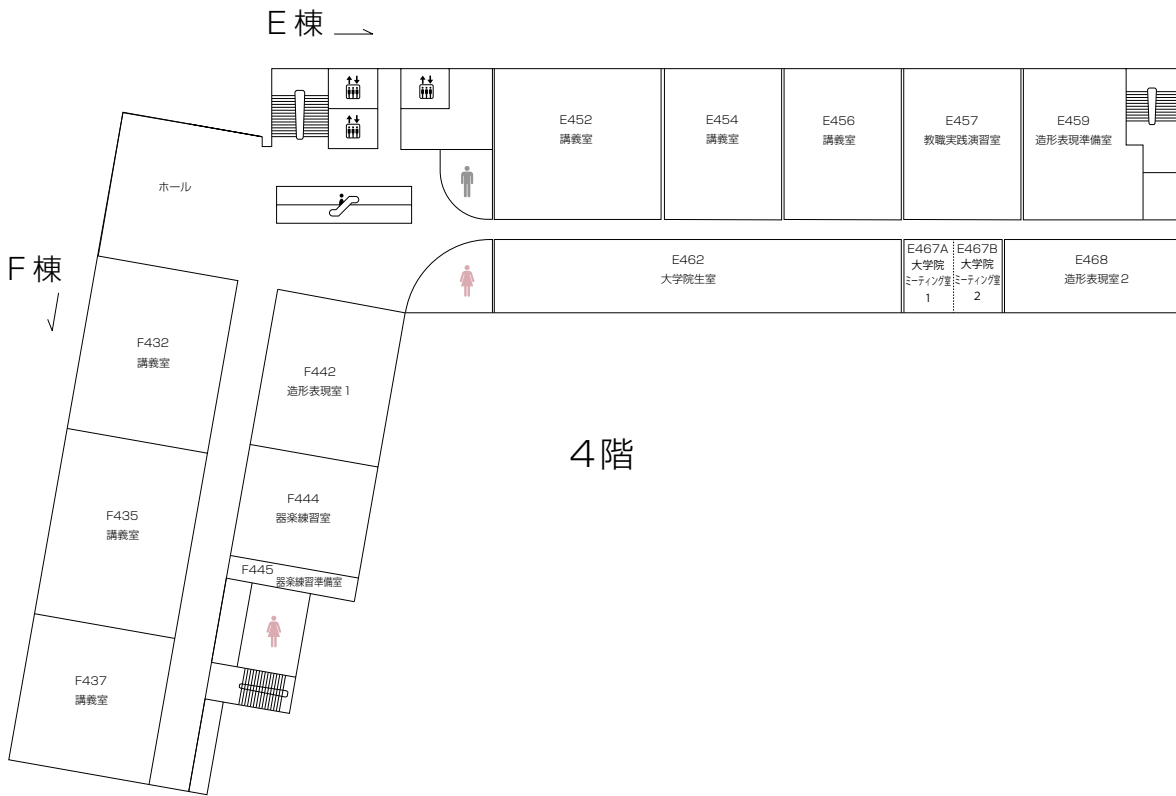 E棟
E452
講義室
E454
講義室
E456
講義室
E457
教職実践演習室
E459
造形表現準備室
ホール
F棟
E462
大学院生室
E467A
大学院
ミーティング室
1
E467B
大学院
ミーティング室
2
E468
造形表現室2
F432
講義室
F442
造形表現室1
4階
F435
講義室
F444
器楽練習室
F445
器楽練習準備室
F437
講義室